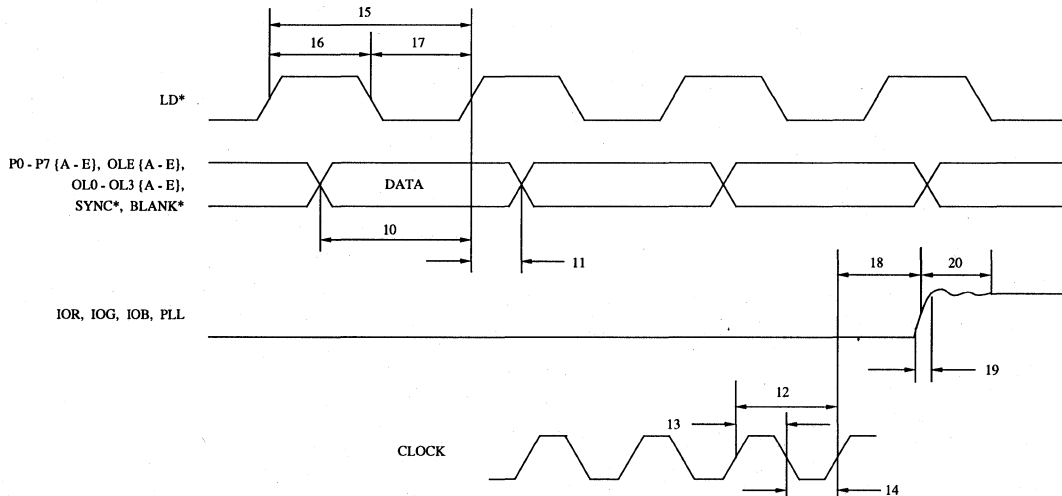 15
16
17
LD*
P0 - P7 {A - E}, OLE {A - E},
OL0 - OL3 {A - E},
SYNC*, BLANK*
DATA
10
11
18
20
IOR, IOG, IOB, PLL
19
12
13
CLOCK
14